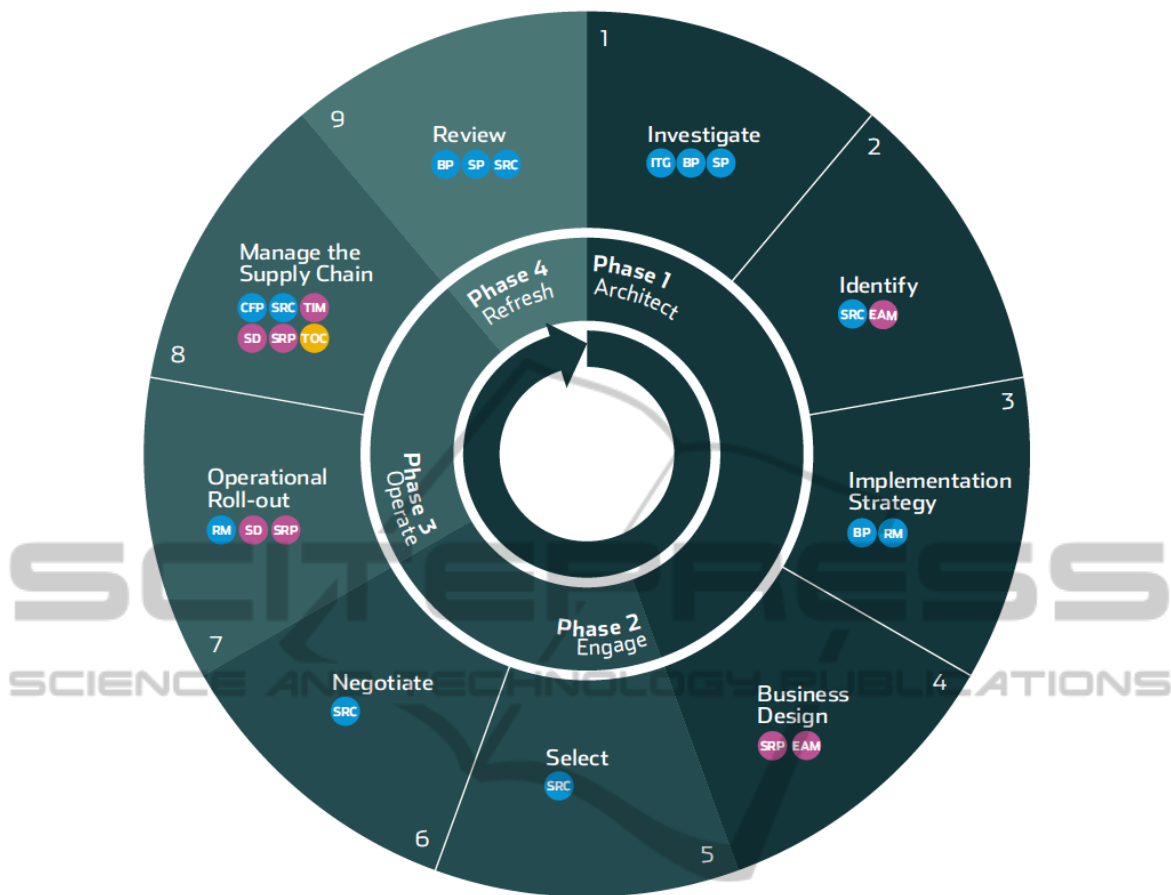 1
Investigate
ITG BP SP
2
Identify
SRC EAM
3
Implementation
Strategy
BP RM
4
Business
Design
SRP EAM
5
Select
SRC
6
Negotiate
SRC
7
Operational
Roll-out
RM SD SRP
8
Manage the
Supply Chain
CFP SRC TIM
SD SRP TOC
9
Review
BP SP SRC
Phase 1
Architect
Phase 2
Engage
Phase 3
Operate
Phase 4
Refresh
SCITEPRESS
SCIENCE AND TECHNOLOGY PUBLICATIONS